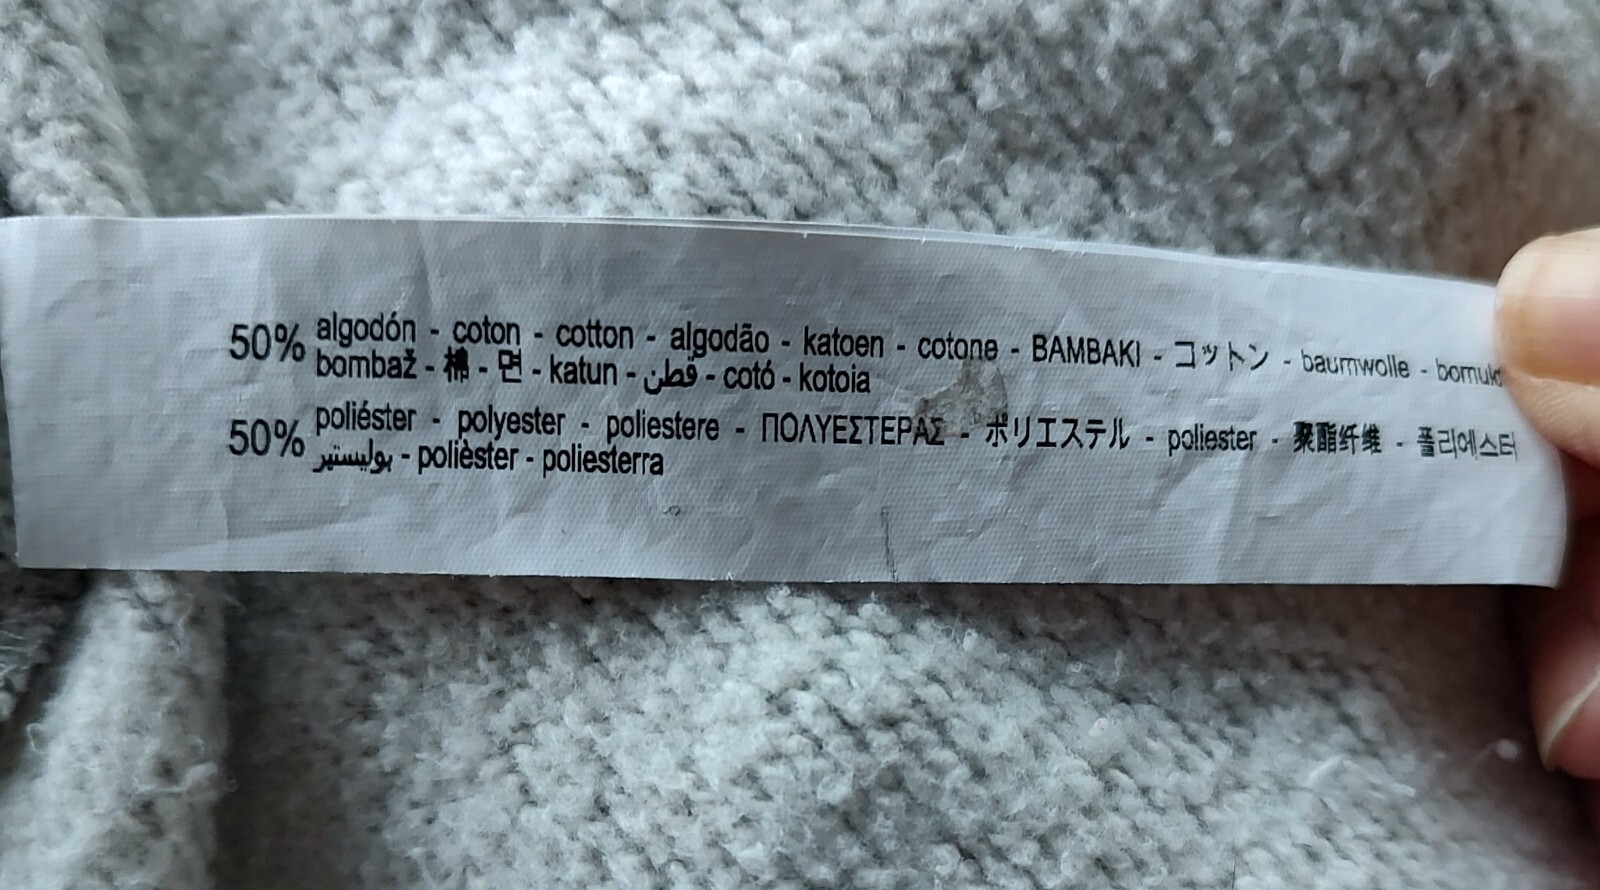 50% algodón - coton - cotton - algodão - katoen - cotone - BAMBAKI - コットン - baumwolle -
bombaž - 棉 - 면 - katun - قطن - cotó - kotoia
50% poliéster - polyester - poliestere - ΠΟΛΥΕΣΤΕΡΑΣ - ポリエステル - poliester - 聚酯纤维 - 폴리에스터
بوليستير - polièster - poliesterra